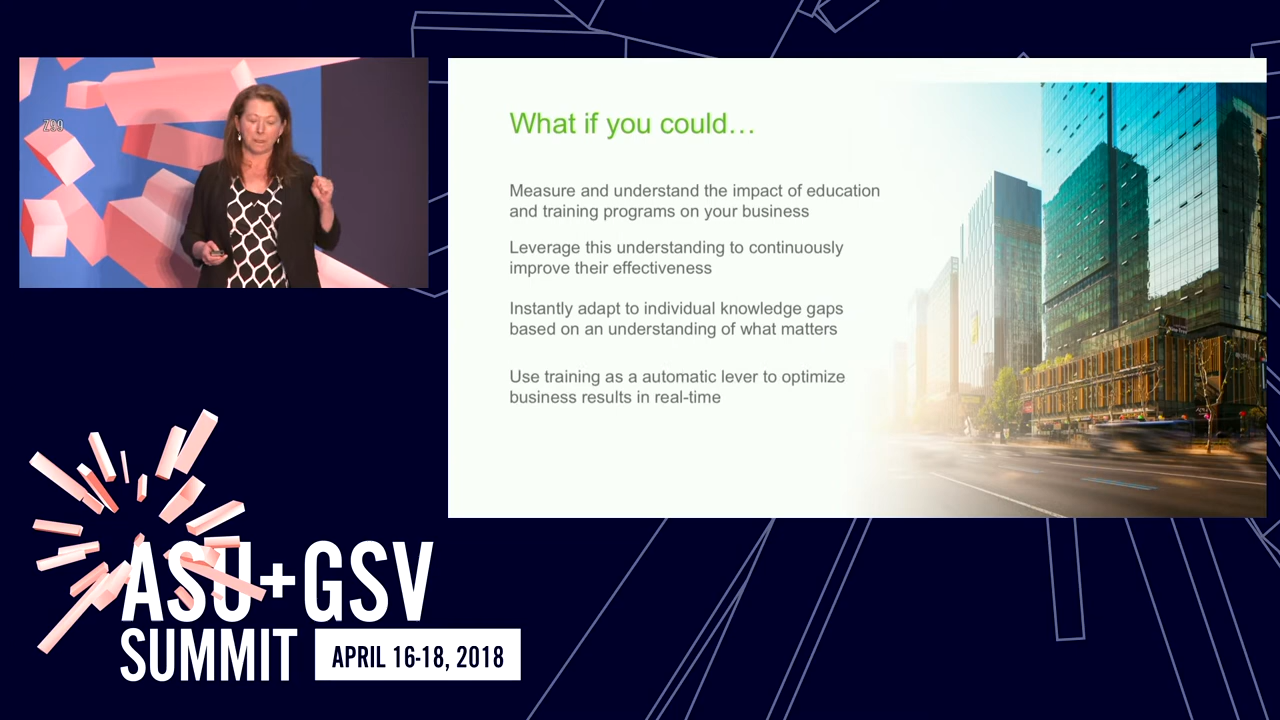 What if you could…
Measure and understand the impact of education
and training programs on your business
Leverage this understanding to continuously
improve their effectiveness
Instantly adapt to individual knowledge gaps
based on an understanding of what matters
Use training as a automatic lever to optimize
business results in real-time
ASU+GSV
SUMMIT
APRIL 16-18, 2018